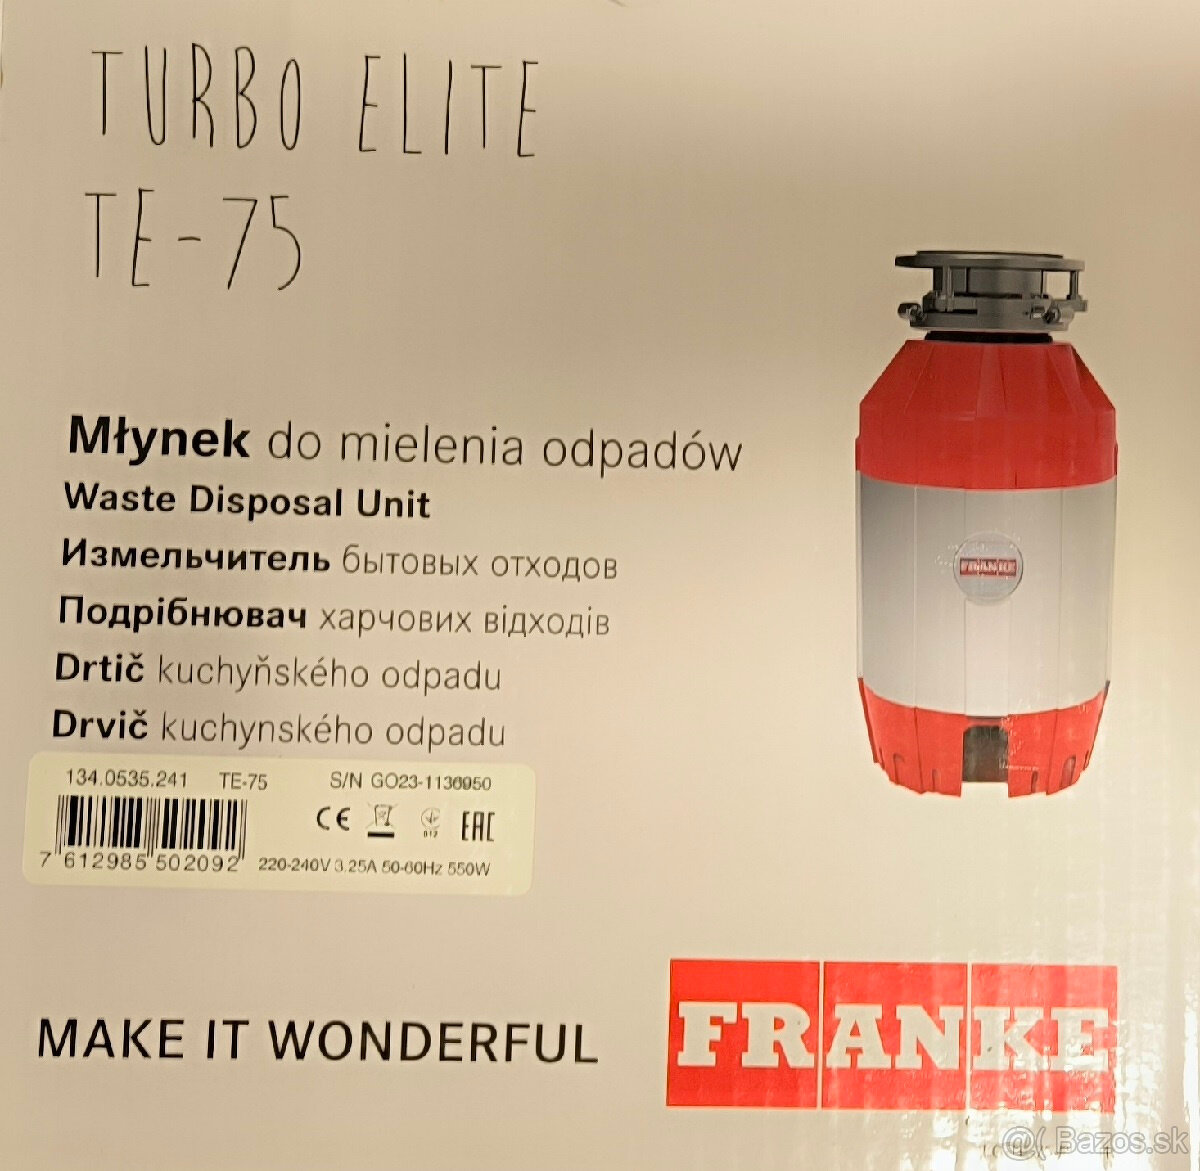 TURBO ELITE
TE-75
Młynek do mielenia odpadów
Waste Disposal Unit
Измельчитель бытовых отходов
Подрібнювач харчових відходів
Drtič kuchyňského odpadu
Drvič kuchynského odpadu
FRANKE
134.0535.241 TE-75 S/N GO23-1136950
CE EAC
7 612985 502092 220-240V 3.25A 50-60Hz 550W
MAKE IT WONDERFUL
FRANKE
Bazos.sk